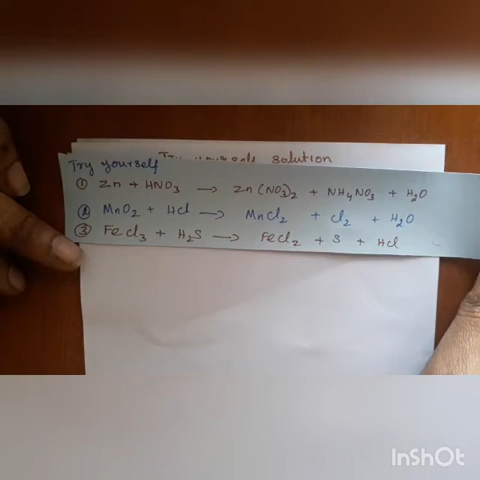 Try yourself solution
① Zn + HNO₃ → Zn(NO₃)₂ + NH₄NO₃ + H₂O
② MnO₂ + HCl → MnCl₂ + Cl₂ + H₂O
③ FeCl₃ + H₂S → FeCl₂ + S + HCl
InShOt